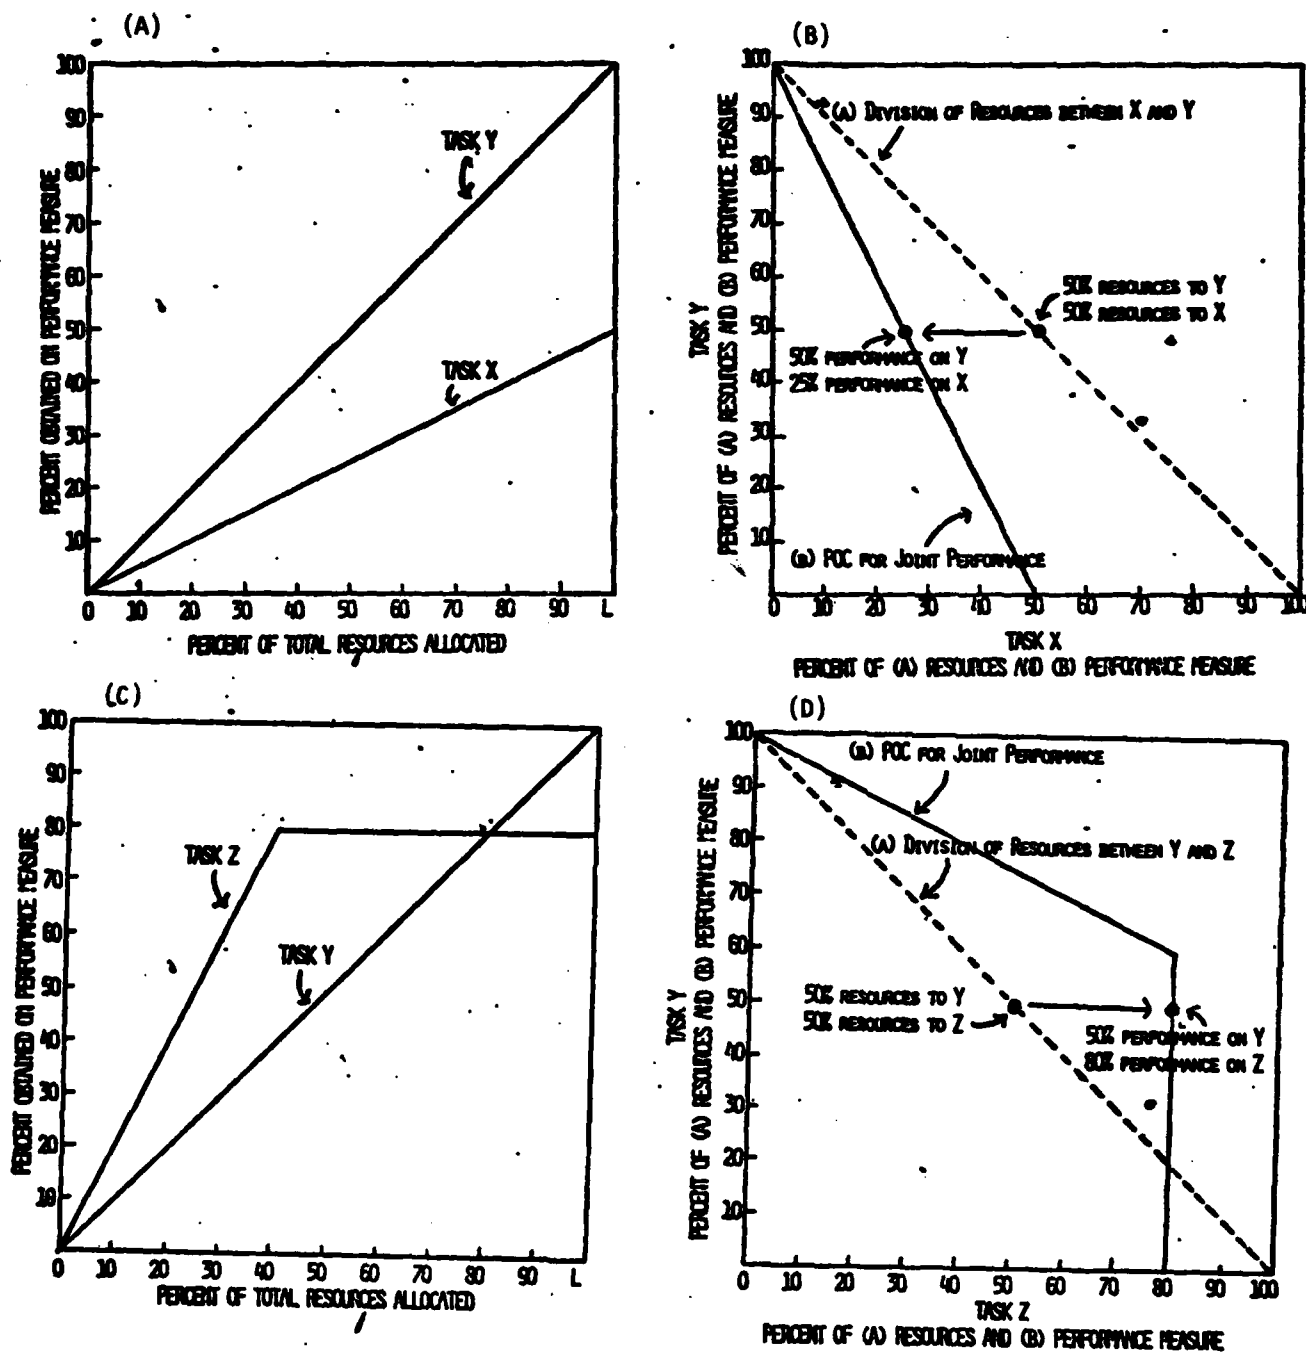 (A)
PERCENT OBTAINED ON PERFORMANCE MEASURE
100
90
80
70
60
50
40
30
20
10
TASK Y
TASK X
0 10 20 30 40 50 60 70 80 90 L
PERCENT OF TOTAL RESOURCES ALLOCATED
(B)
TASK Y
PERCENT OF (A) RESOURCES AND (B) PERFORMANCE MEASURE
100
90
80
70
60
50
40
30
20
10
(A) DIVISION OF RESOURCES BETWEEN X AND Y
50% RESOURCES TO Y
50% RESOURCES TO X
50% PERFORMANCE ON Y
25% PERFORMANCE ON X
(B) POC FOR JOINT PERFORMANCE
0 10 20 30 40 50 60 70 80 90 100
TASK X
PERCENT OF (A) RESOURCES AND (B) PERFORMANCE MEASURE
(C)
PERCENT OBTAINED ON PERFORMANCE MEASURE
100
90
80
70
60
50
40
30
20
10
TASK Z
TASK Y
0 10 20 30 40 50 60 70 80 90 L
PERCENT OF TOTAL RESOURCES ALLOCATED
(D)
TASK Y
PERCENT OF (A) RESOURCES AND (B) PERFORMANCE MEASURE
100
90
80
70
60
50
40
30
20
10
(B) POC FOR JOINT PERFORMANCE
(A) DIVISION OF RESOURCES BETWEEN Y AND Z
50% RESOURCES TO Y
50% RESOURCES TO Z
50% PERFORMANCE ON Y
80% PERFORMANCE ON Z
0 10 20 30 40 50 60 70 80 90 100
TASK Z
PERCENT OF (A) RESOURCES AND (B) PERFORMANCE MEASURE